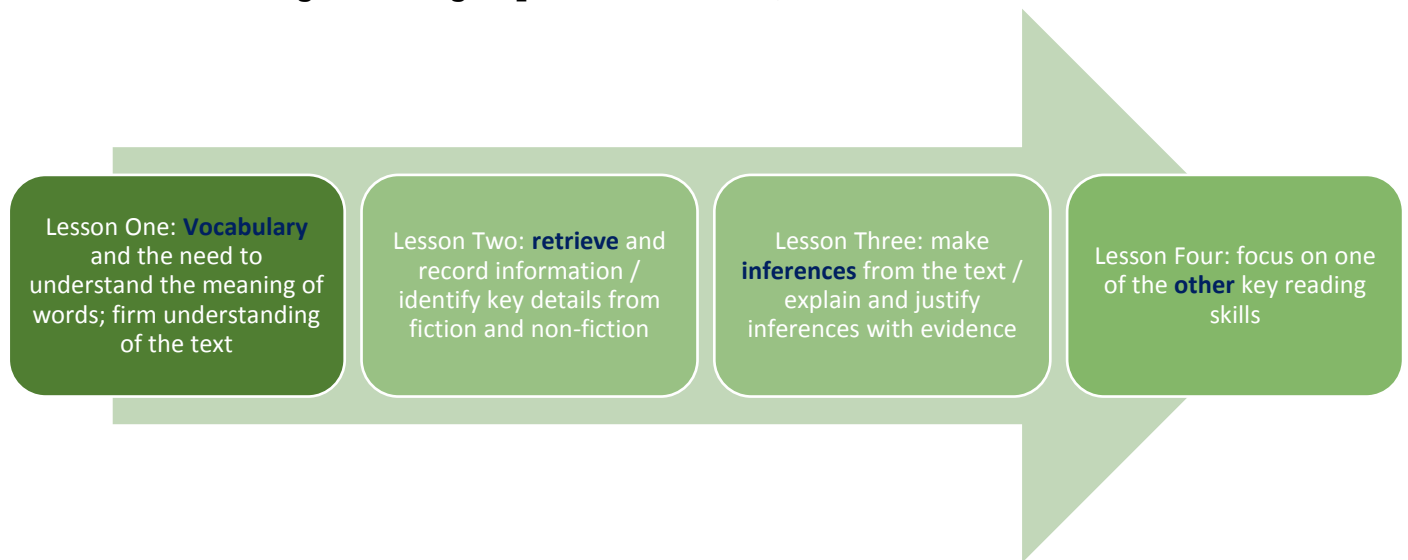 Lesson One: Vocabulary
and the need to
understand the meaning of
words; firm understanding
of the text
Lesson Two: retrieve and
record information /
identify key details from
fiction and non-fiction
Lesson Three: make
inferences from the text /
explain and justify
inferences with evidence
Lesson Four: focus on one
of the other key reading
skills